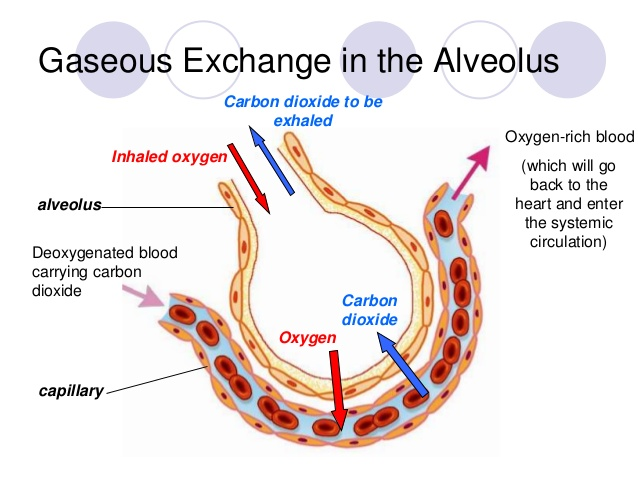 Gaseous Exchange in the Alveolus
Carbon dioxide to be
exhaled
Inhaled oxygen
Oxygen-rich blood
(which will go
back to the
heart and enter
the systemic
circulation)
alveolus
Deoxygenated blood
carrying carbon
dioxide
Carbon
dioxide
Oxygen
capillary